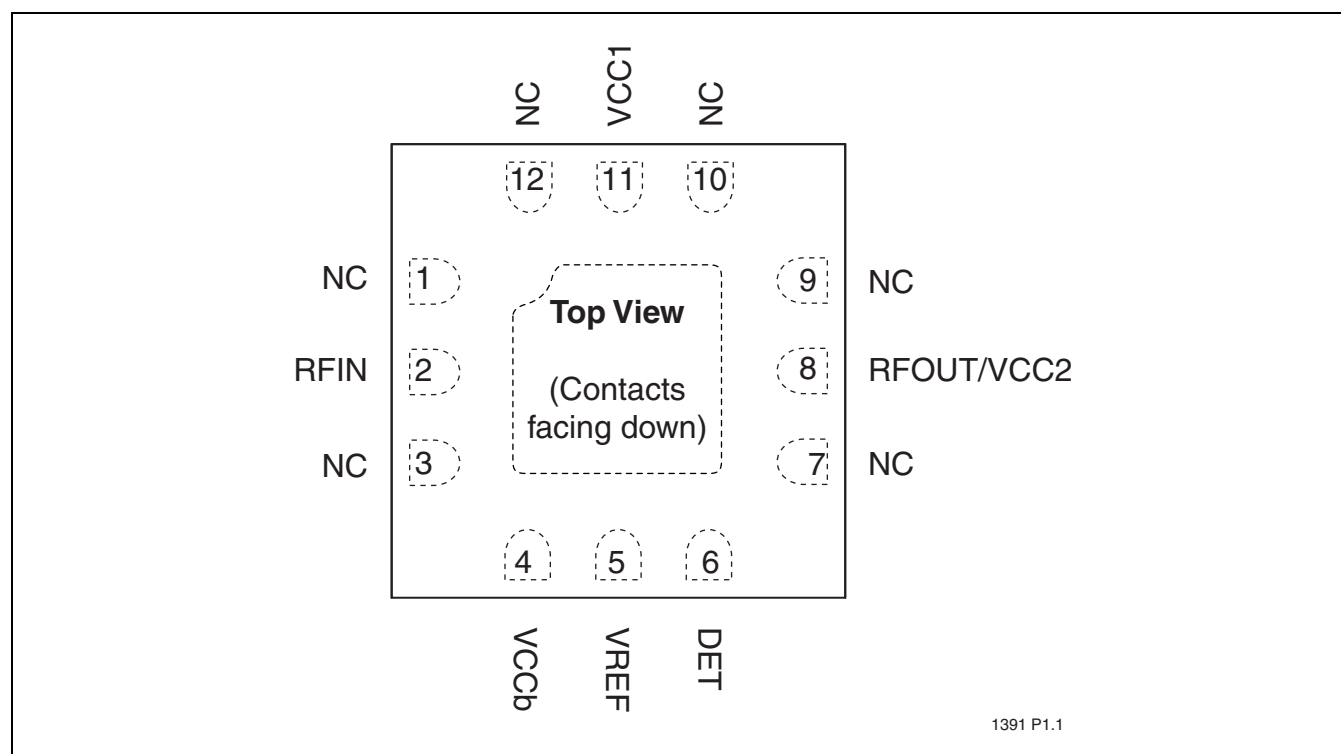 NC
VCC1
NC
12
11
10
NC
1
9
NC
Top View
RFIN
2
8
RFOUT/VCC2
(Contacts
facing down)
NC
3
7
NC
4
5
6
VCCb
VREF
DET
1391 P1.1